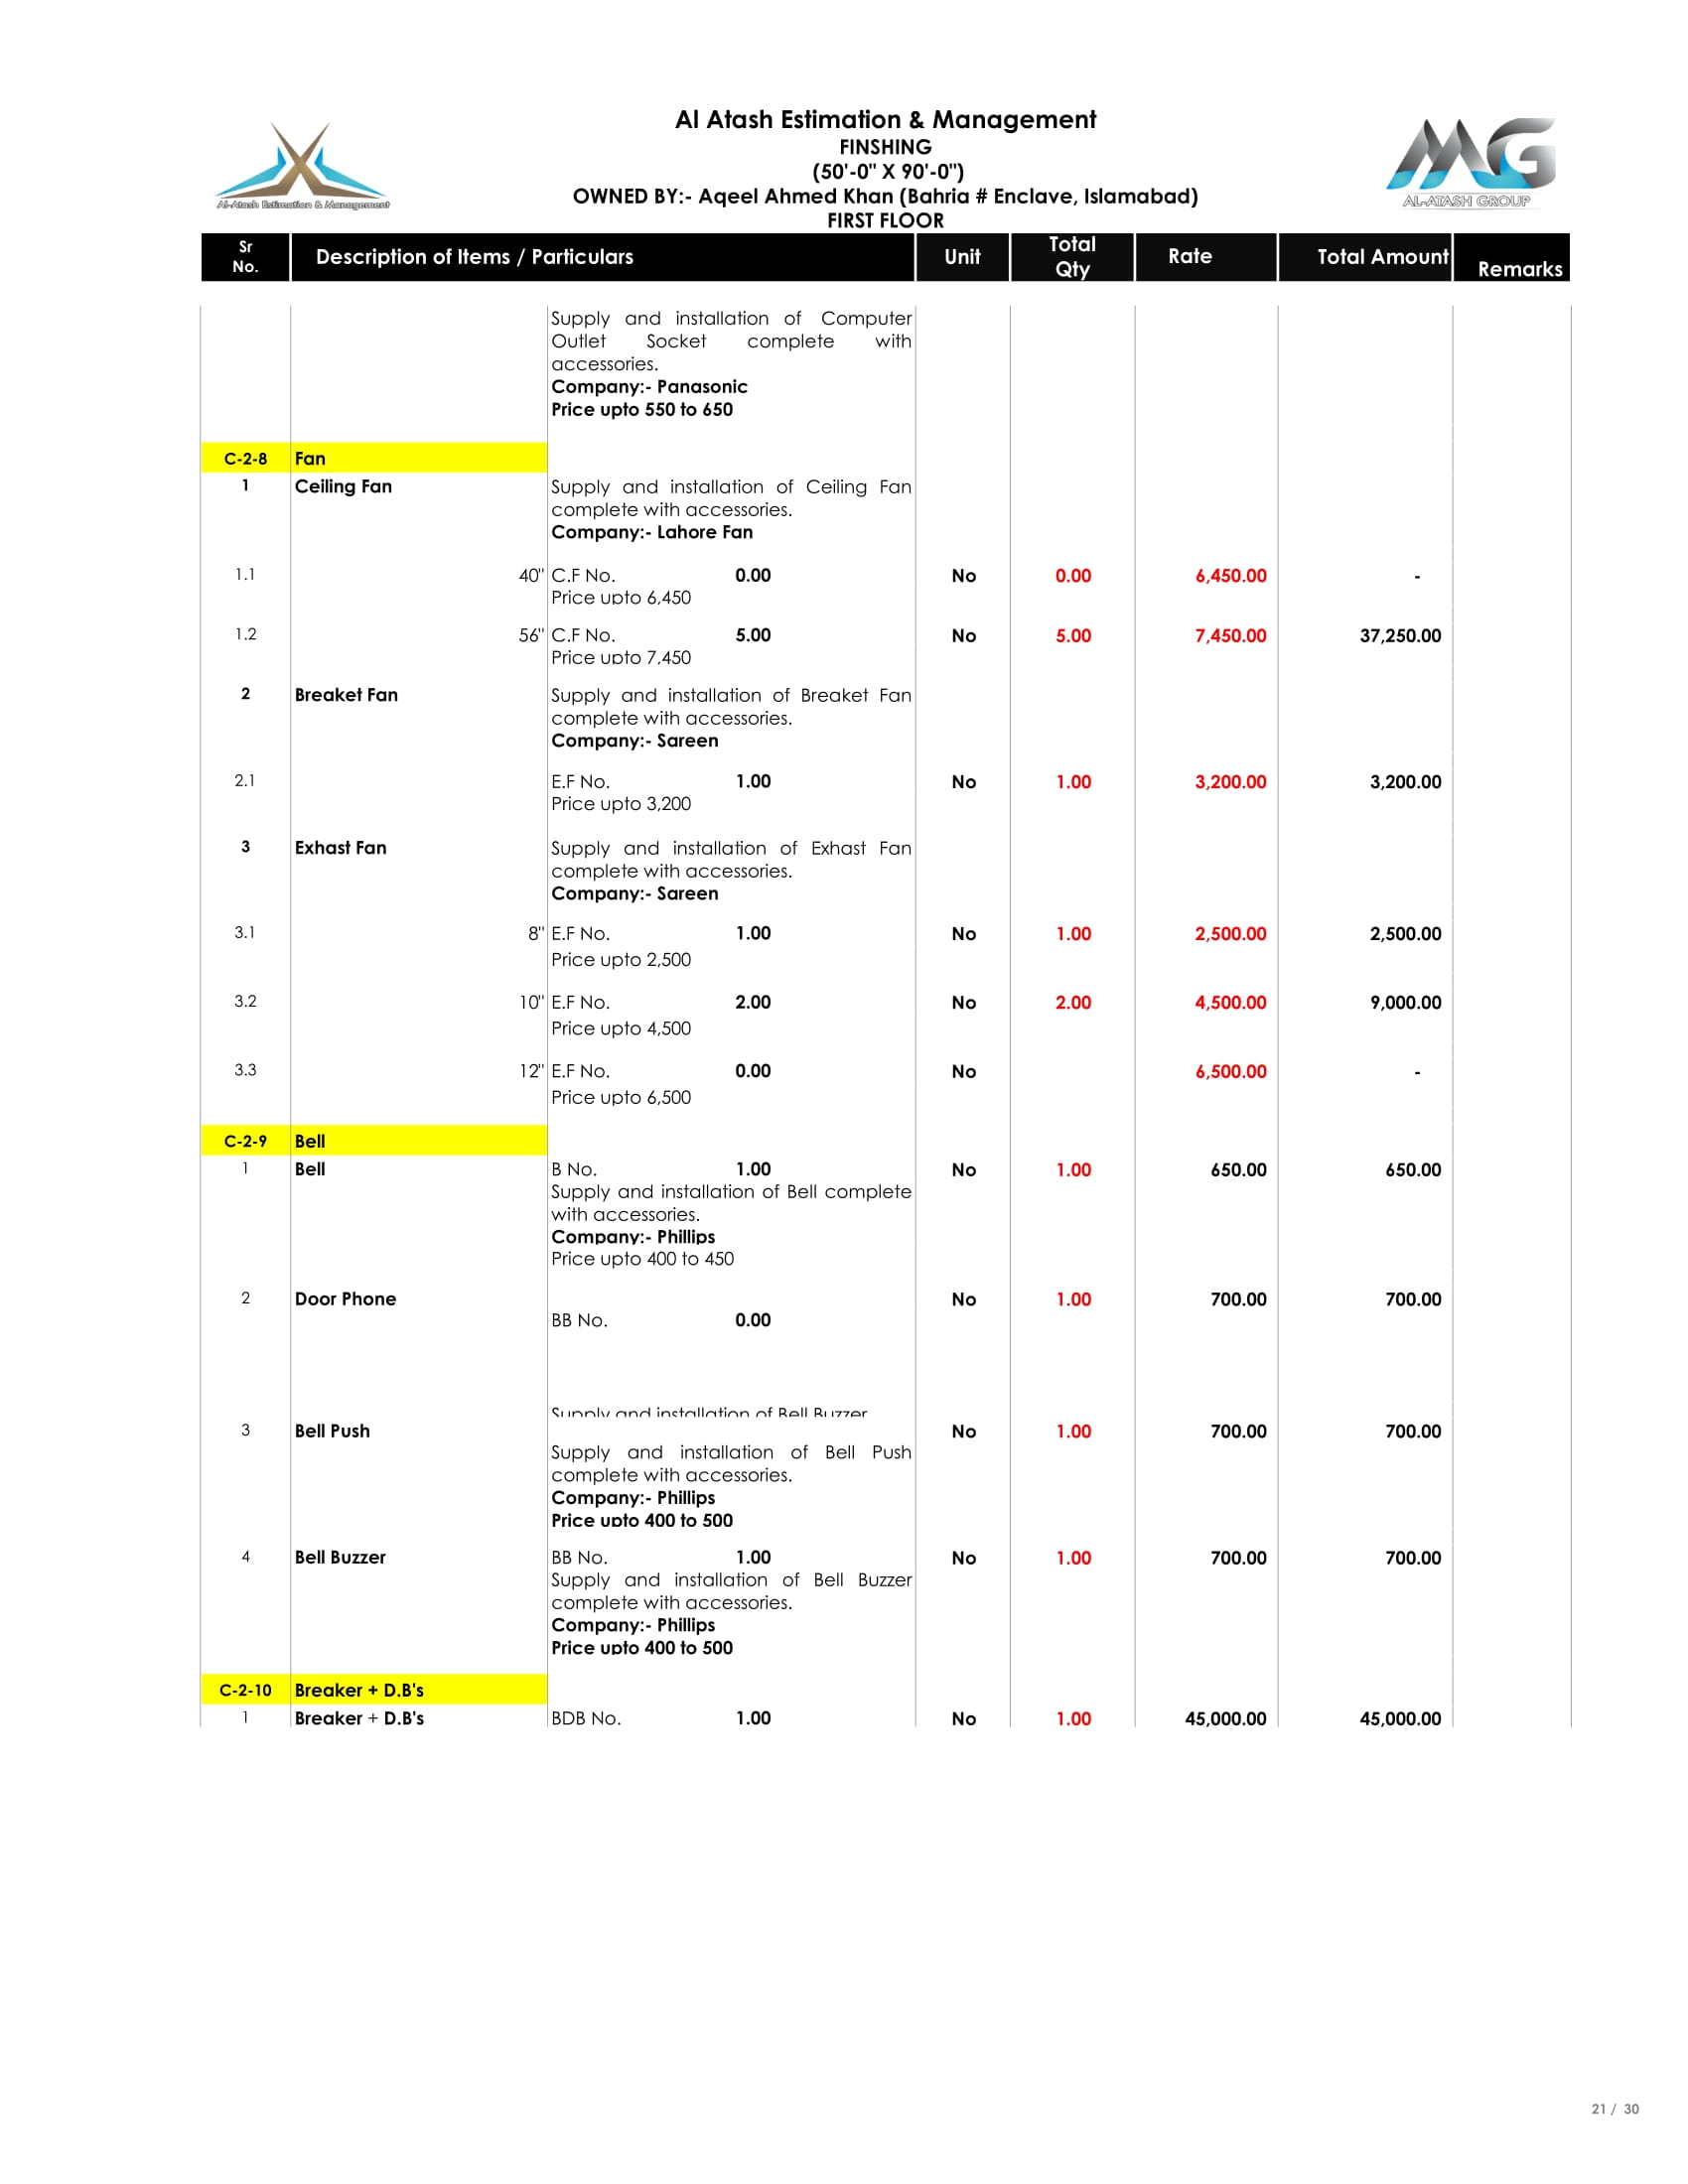 Al Atash Estimation & Management
FINSHING
(50'-0" X 90'-0")
OWNED BY:- Aqeel Ahmed Khan (Bahria # Enclave, Islamabad)
FIRST FLOOR
Al-Atash Estimation & Management
AL-ATASH GROUP
Sr No. Description of Items / Particulars Unit Total Qty Rate Total Amount Remarks
Supply and installation of Computer
Outlet Socket complete with
accessories.
Company:- Panasonic
Price upto 550 to 650
C-2-8 Fan
1 Ceiling Fan Supply and installation of Ceiling Fan
complete with accessories.
Company:- Lahore Fan
1.1 40" C.F No. 0.00 No 0.00 6,450.00 -
Price upto 6,450
1.2 56" C.F No. 5.00 No 5.00 7,450.00 37,250.00
Price upto 7,450
2 Breaket Fan Supply and installation of Breaket Fan
complete with accessories.
Company:- Sareen
2.1 E.F No. 1.00 No 1.00 3,200.00 3,200.00
Price upto 3,200
3 Exhast Fan Supply and installation of Exhast Fan
complete with accessories.
Company:- Sareen
3.1 8" E.F No. 1.00 No 1.00 2,500.00 2,500.00
Price upto 2,500
3.2 10" E.F No. 2.00 No 2.00 4,500.00 9,000.00
Price upto 4,500
3.3 12" E.F No. 0.00 No 6,500.00 -
Price upto 6,500
C-2-9 Bell
1 Bell B No. 1.00 No 1.00 650.00 650.00
Supply and installation of Bell complete
with accessories.
Company:- Phillips
Price upto 400 to 450
2 Door Phone No 1.00 700.00 700.00
BB No. 0.00
Supply and installation of Bell Buzzer
3 Bell Push No 1.00 700.00 700.00
Supply and installation of Bell Push
complete with accessories.
Company:- Phillips
Price upto 400 to 500
4 Bell Buzzer BB No. 1.00 No 1.00 700.00 700.00
Supply and installation of Bell Buzzer
complete with accessories.
Company:- Phillips
Price upto 400 to 500
C-2-10 Breaker + D.B's
1 Breaker + D.B's BDB No. 1.00 No 1.00 45,000.00 45,000.00
21 / 30